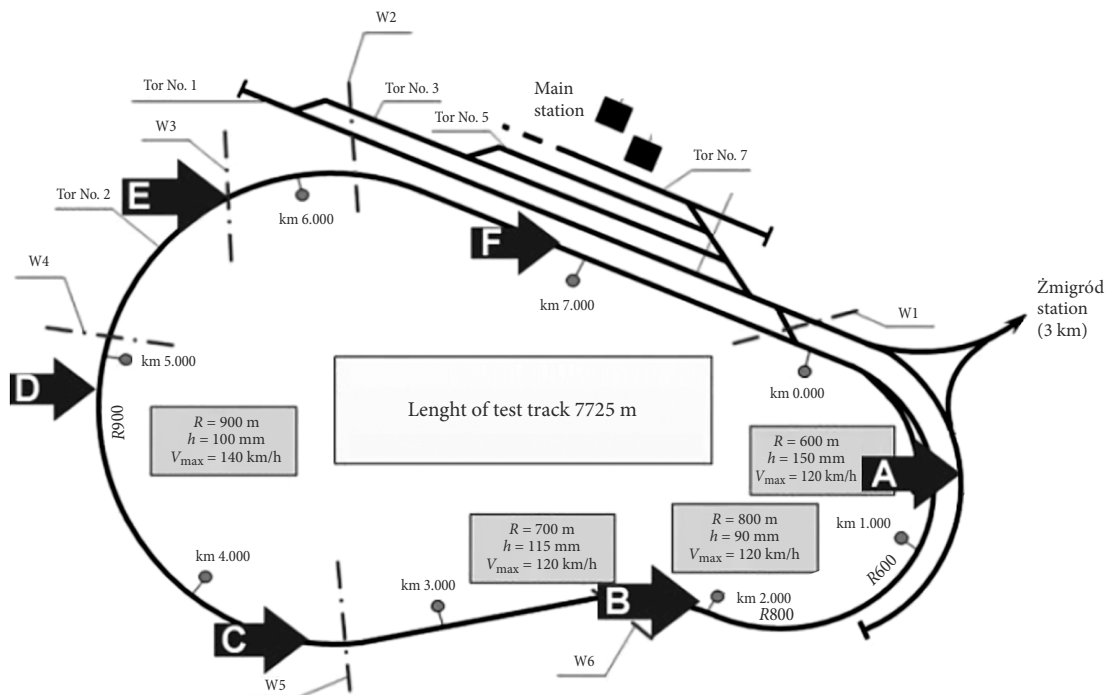 W2
Tor No. 1
Tor No. 3
Main
station
Tor No. 5
W3
Tor No. 7
E
Tor No. 2
km 6.000
F
W4
km 7.000
Żmigród
station
(3 km)
W1
km 5.000
D
km 0.000
Lenght of test track 7725 m
R900
R = 900 m
h = 100 mm
Vmax = 140 km/h
R = 600 m
h = 150 mm
Vmax = 120 km/h
A
R = 700 m
h = 115 mm
Vmax = 120 km/h
R = 800 m
h = 90 mm
Vmax = 120 km/h
km 1.000
R600
km 4.000
km 3.000
B
km 2.000
R800
C
W6
W5